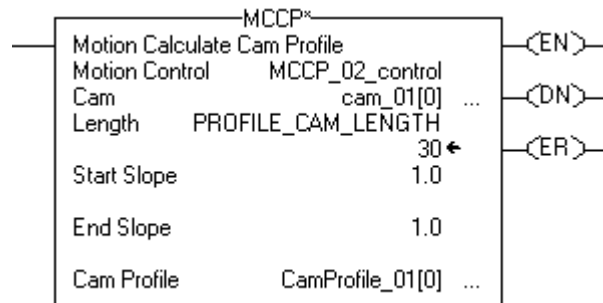 MCCP*
Motion Calculate Cam Profile
Motion Control MCCP_02_control
Cam cam_01[0] ...
Length PROFILE_CAM_LENGTH
30
Start Slope 1.0
End Slope 1.0
Cam Profile CamProfile_01[0] ...
EN
DN
ER